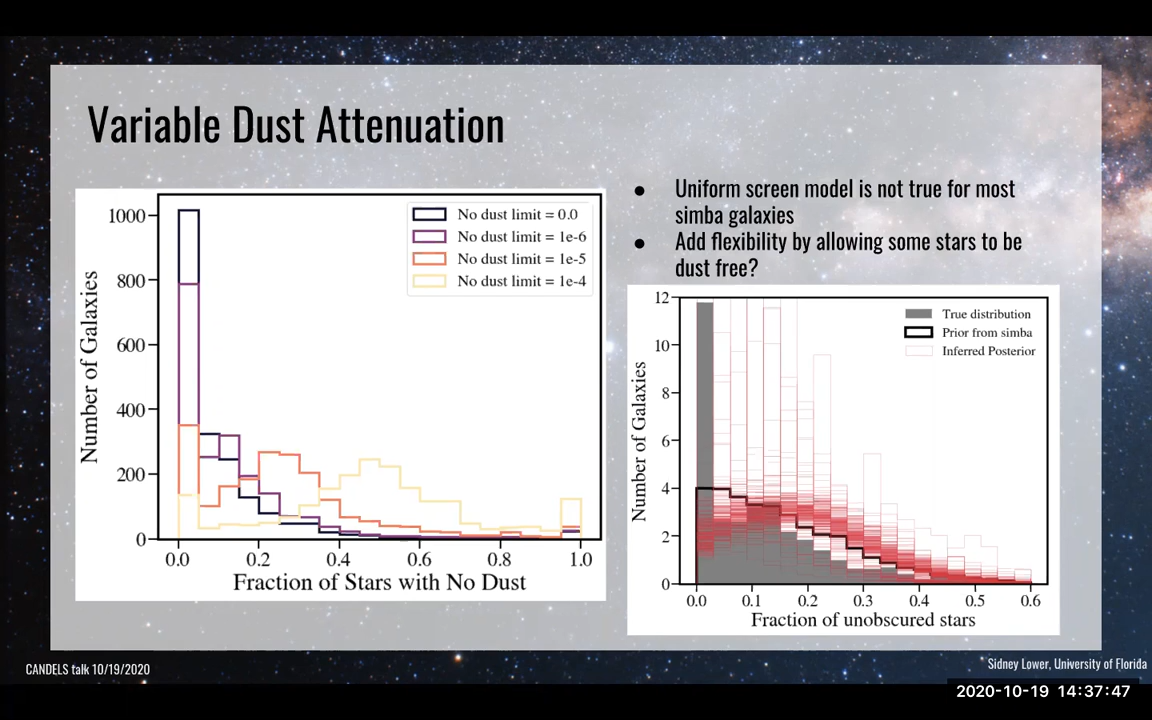 Variable Dust Attenuation
Number of Galaxies
1000
800
600
400
200
0
0.0 0.2 0.4 0.6 0.8 1.0
Fraction of Stars with No Dust
No dust limit = 0.0
No dust limit = 1e-6
No dust limit = 1e-5
No dust limit = 1e-4
● Uniform screen model is not true for most
simba galaxies
● Add flexibility by allowing some stars to be
dust free?
Number of Galaxies
12
10
8
6
4
2
0
0.0 0.1 0.2 0.3 0.4 0.5 0.6
Fraction of unobscured stars
True distribution
Prior from simba
Inferred Posterior
CANDELS talk 10/19/2020
Sidney Lower, University of Florida
2020-10-19 14:37:47